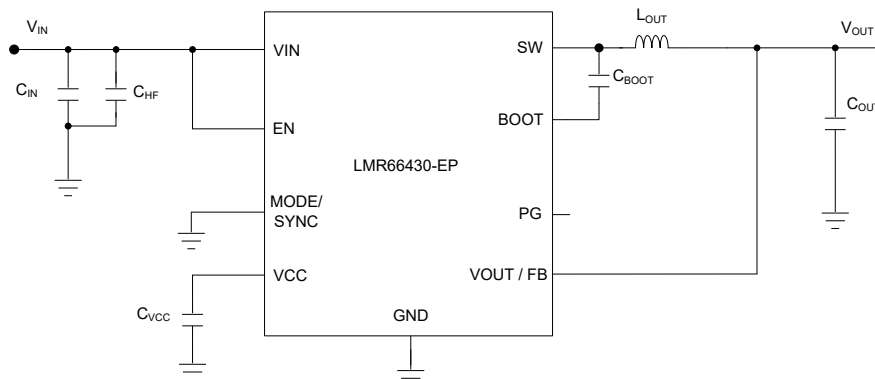 V_IN
C_IN
C_HF
VIN
EN
MODE/
SYNC
VCC
C_VCC
GND
LMR66430-EP
SW
BOOT
PG
VOUT / FB
C_BOOT
L_OUT
V_OUT
C_OUT